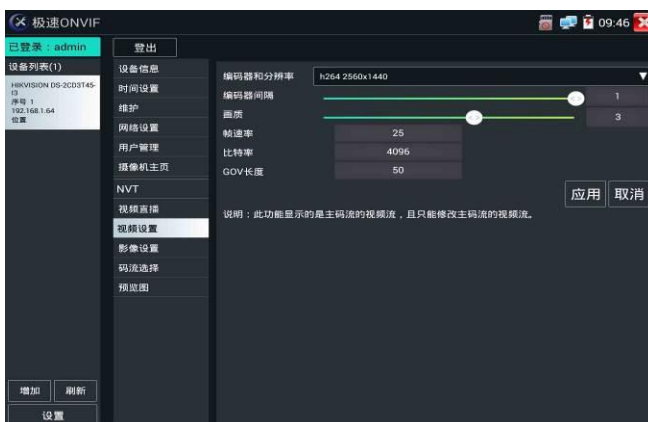 极速ONVIF
09:46
已登录：admin
登出
设备列表(1)
HIKVISION DS-2CD3T45-I3
序号 1
192.168.1.64
位置
设备信息
时间设置
维护
网络设置
用户管理
摄像机主页
NVT
视频直播
视频设置
影像设置
码流选择
预览图
编码器和分辨率 h264 2560x1440
编码器间隔 1
画质 3
帧速率 25
比特率 4096
GOV长度 50
应用 取消
说明：此功能显示的是主码流的视频流，且只能修改主码流的视频流。
增加 刷新
设置